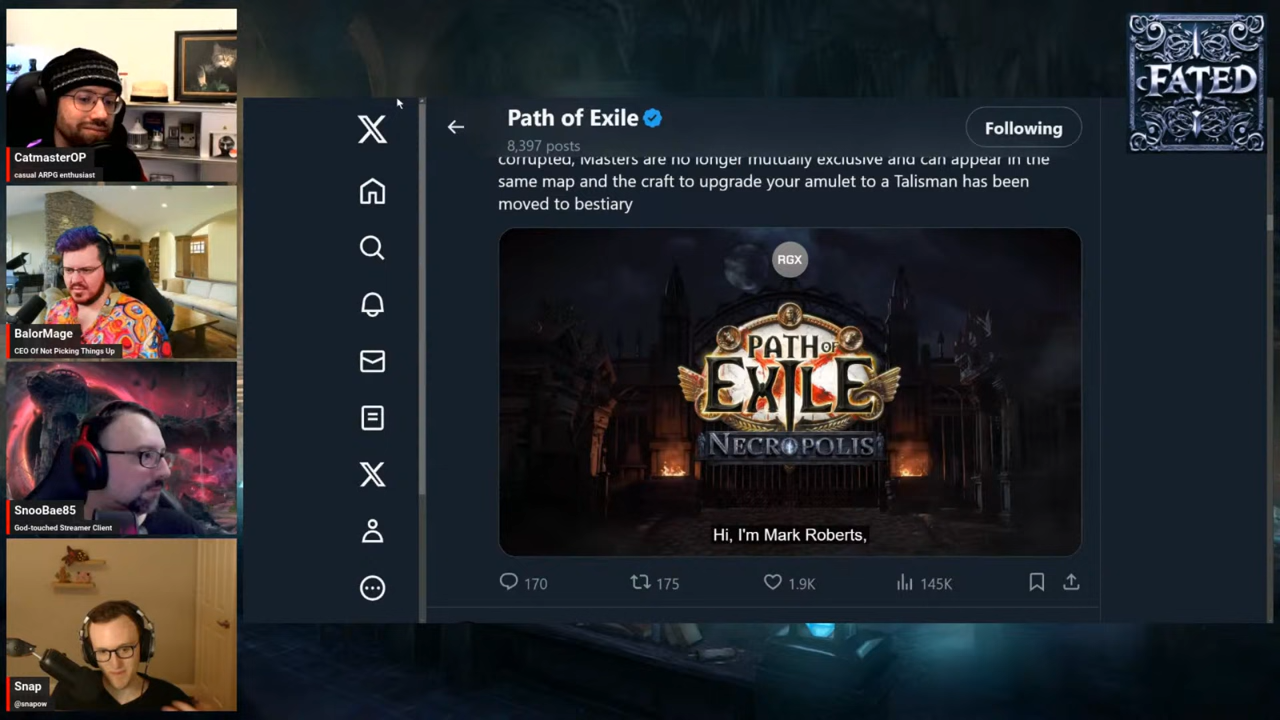 CatmasterOP
casual ARPG enthusiast
BalorMage
CEO Of Not Picking Things Up
SnooBae85
God-touched Streamer Client
Snap
@snapow
Path of Exile
8,397 posts
Following
corrupted, Masters are no longer mutually exclusive and can appear in the
same map and the craft to upgrade your amulet to a Talisman has been
moved to bestiary
RGX
PATH OF
EXILE
NECROPOLIS
Hi, I'm Mark Roberts,
170
175
1.9K
145K
FATED